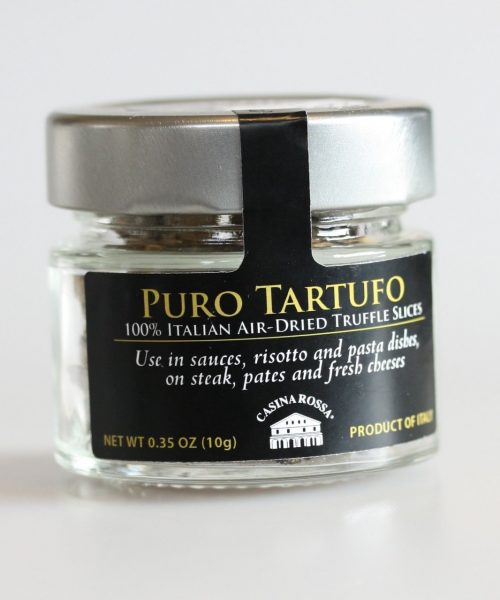 PURO TARTUFO
100% ITALIAN AIR-DRIED TRUFFLE SLICES
Use in sauces, risotto and pasta dishes,
on steak, pates and fresh cheeses
CASINA ROSSA®
NET WT 0.35 OZ (10g)
PRODUCT OF ITALY